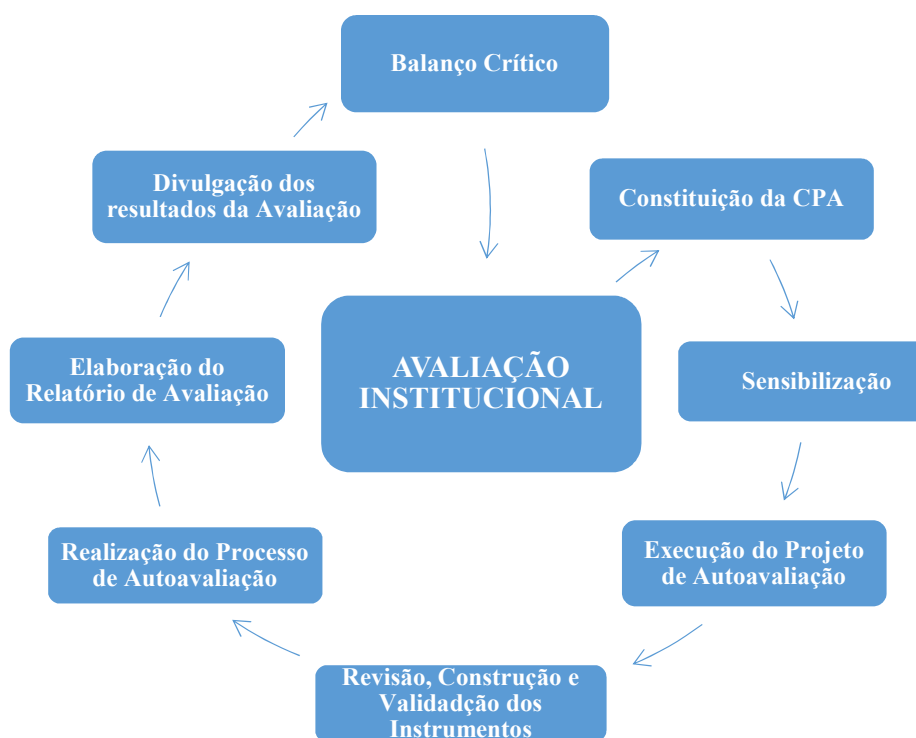 Balanço Crítico
Divulgação dos
resultados da Avaliação
Constituição da CPA
AVALIAÇÃO
INSTITUCIONAL
Elaboração do
Relatório de Avaliação
Sensibilização
Realização do Processo
de Autoavaliação
Execução do Projeto
de Autoavaliação
Revisão, Construção e
Validadção dos
Instrumentos